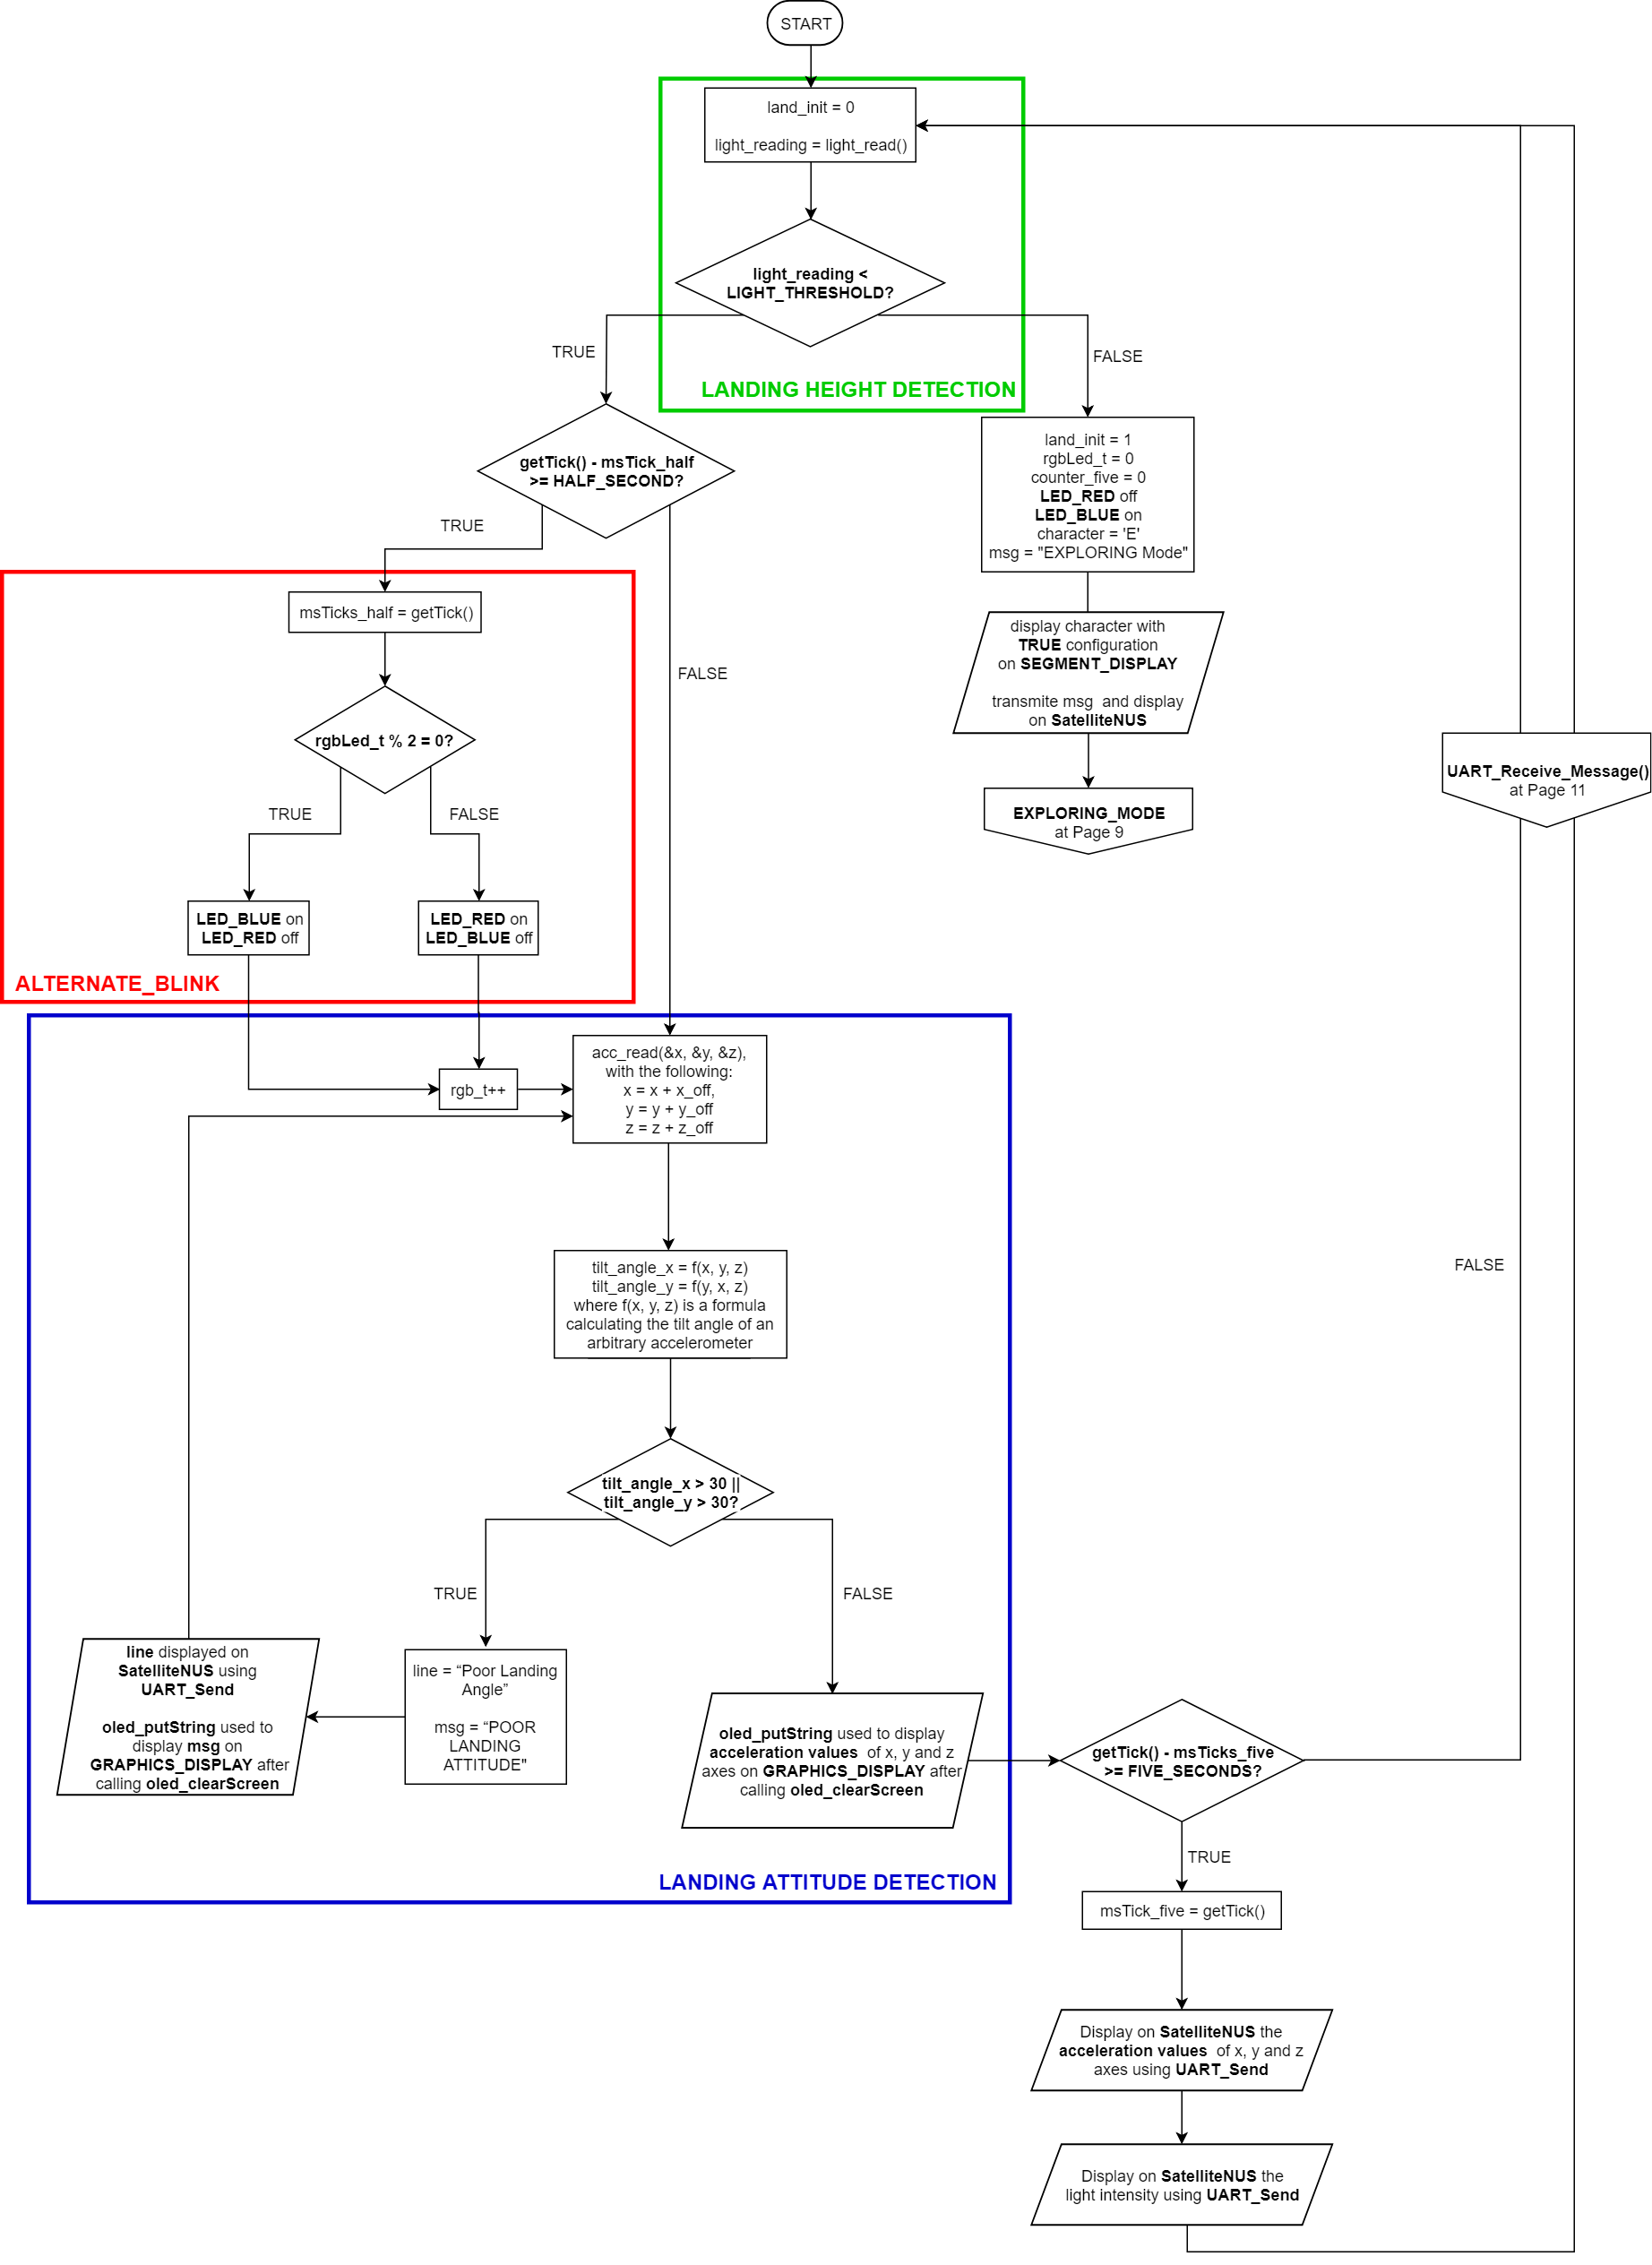 START
land_init = 0
light_reading = light_read()
light_reading <
LIGHT_THRESHOLD?
LANDING HEIGHT DETECTION
TRUE
FALSE
getTick() - msTick_half
>= HALF_SECOND?
TRUE
FALSE
land_init = 1
rgbLed_t = 0
counter_five = 0
LED_RED off
LED_BLUE on
character = 'E'
msg = "EXPLORING Mode"
display character with
TRUE configuration
on SEGMENT_DISPLAY
transmite msg and display
on SatelliteNUS
EXPLORING_MODE
at Page 9
UART_Receive_Message()
at Page 11
msTicks_half = getTick()
rgbLed_t % 2 = 0?
TRUE
FALSE
LED_BLUE on
LED_RED off
LED_RED on
LED_BLUE off
ALTERNATE_BLINK
rgb_t++
acc_read(&x, &y, &z),
with the following:
x = x + x_off,
y = y + y_off
z = z + z_off
tilt_angle_x = f(x, y, z)
tilt_angle_y = f(y, x, z)
where f(x, y, z) is a formula
calculating the tilt angle of an
arbitrary accelerometer
tilt_angle_x > 30 ||
tilt_angle_y > 30?
TRUE
FALSE
line = “Poor Landing
Angle”
msg = “POOR
LANDING
ATTITUDE"
line displayed on
SatelliteNUS using
UART_Send
oled_putString used to
display msg on
GRAPHICS_DISPLAY after
calling oled_clearScreen
oled_putString used to display
acceleration values of x, y and z
axes on GRAPHICS_DISPLAY after
calling oled_clearScreen
LANDING ATTITUDE DETECTION
getTick() - msTicks_five
>= FIVE_SECONDS?
FALSE
TRUE
msTick_five = getTick()
Display on SatelliteNUS the
acceleration values of x, y and z
axes using UART_Send
Display on SatelliteNUS the
light intensity using UART_Send